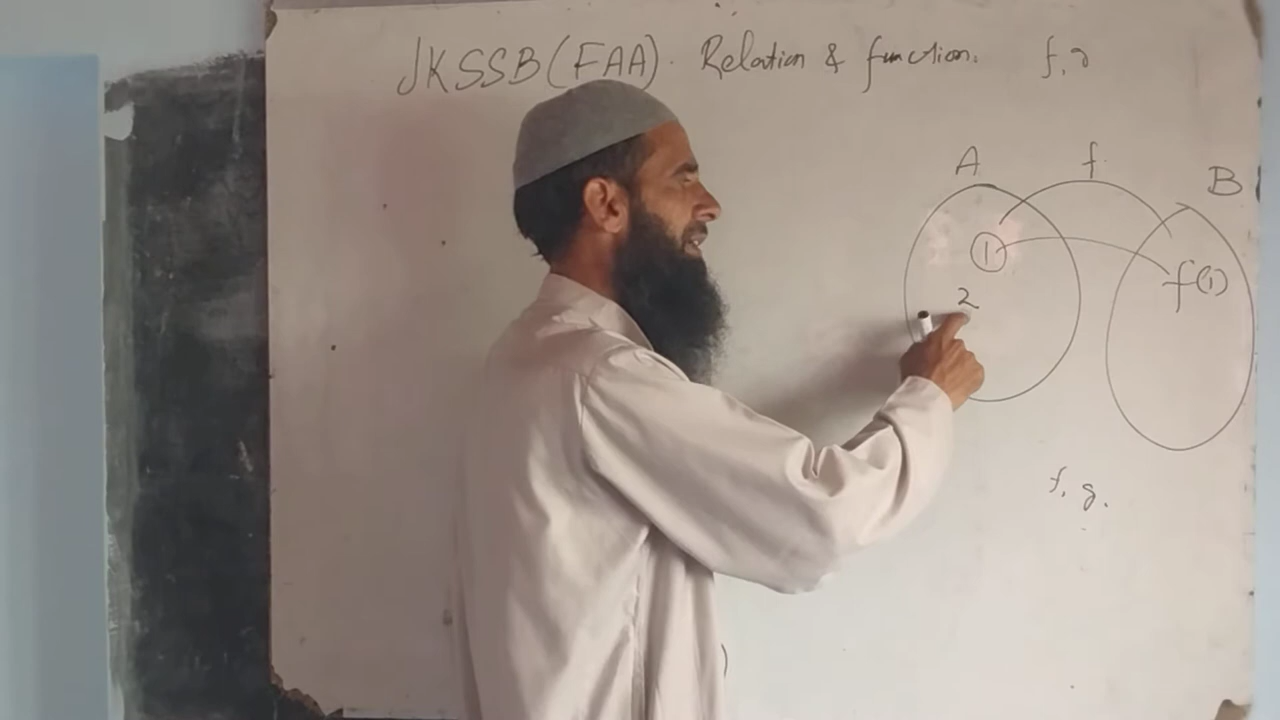 JKSSB (FAA). Relation & function. f,
A f B
1
f(1)
2
f, g.